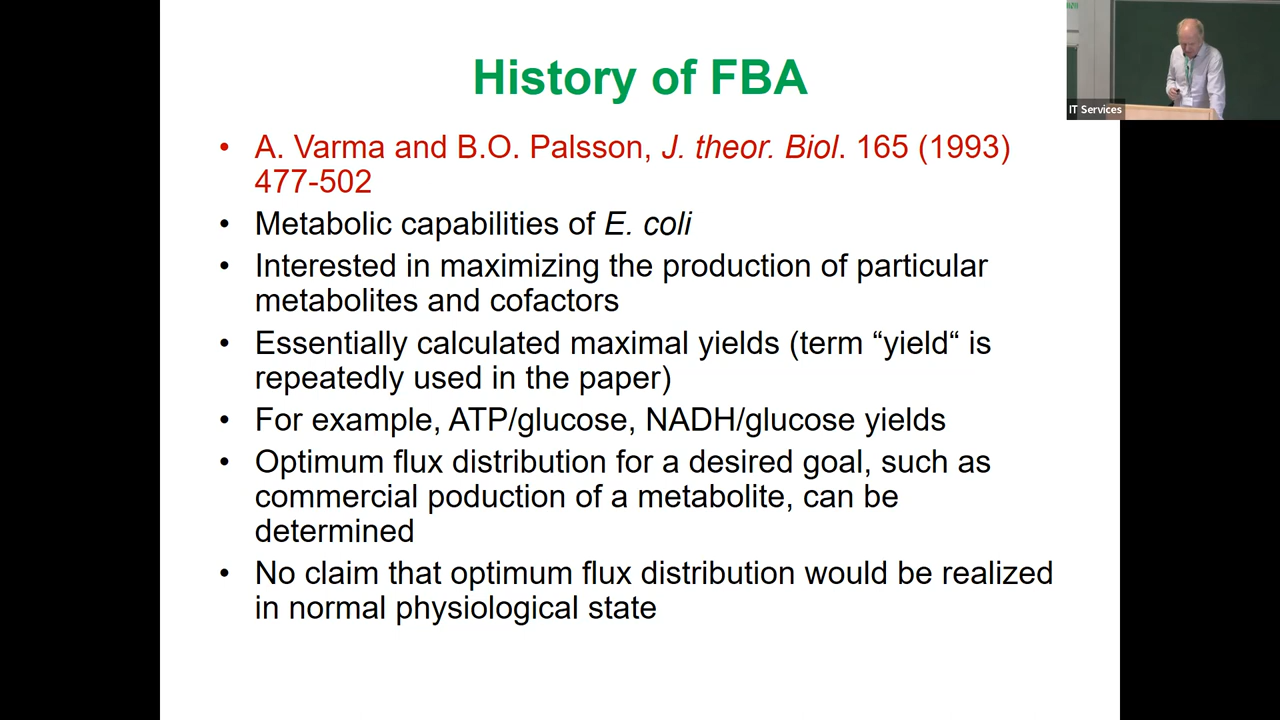 History of FBA
• A. Varma and B.O. Palsson, J. theor. Biol. 165 (1993)
477-502
• Metabolic capabilities of E. coli
• Interested in maximizing the production of particular
metabolites and cofactors
• Essentially calculated maximal yields (term “yield“ is
repeatedly used in the paper)
• For example, ATP/glucose, NADH/glucose yields
• Optimum flux distribution for a desired goal, such as
commercial poduction of a metabolite, can be
determined
• No claim that optimum flux distribution would be realized
in normal physiological state
IT Services